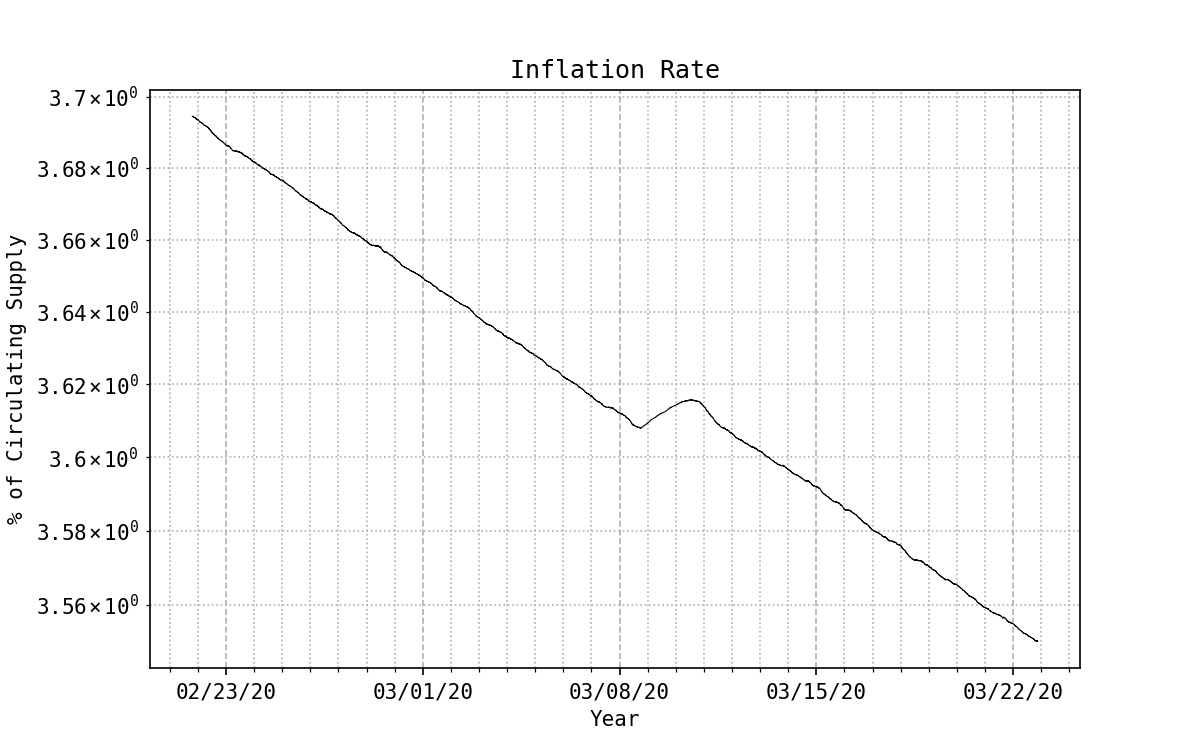 Inflation Rate
% of Circulating Supply
3.7×10⁰
3.68×10⁰
3.66×10⁰
3.64×10⁰
3.62×10⁰
3.6×10⁰
3.58×10⁰
3.56×10⁰
02/23/20 03/01/20 03/08/20 03/15/20 03/22/20
Year